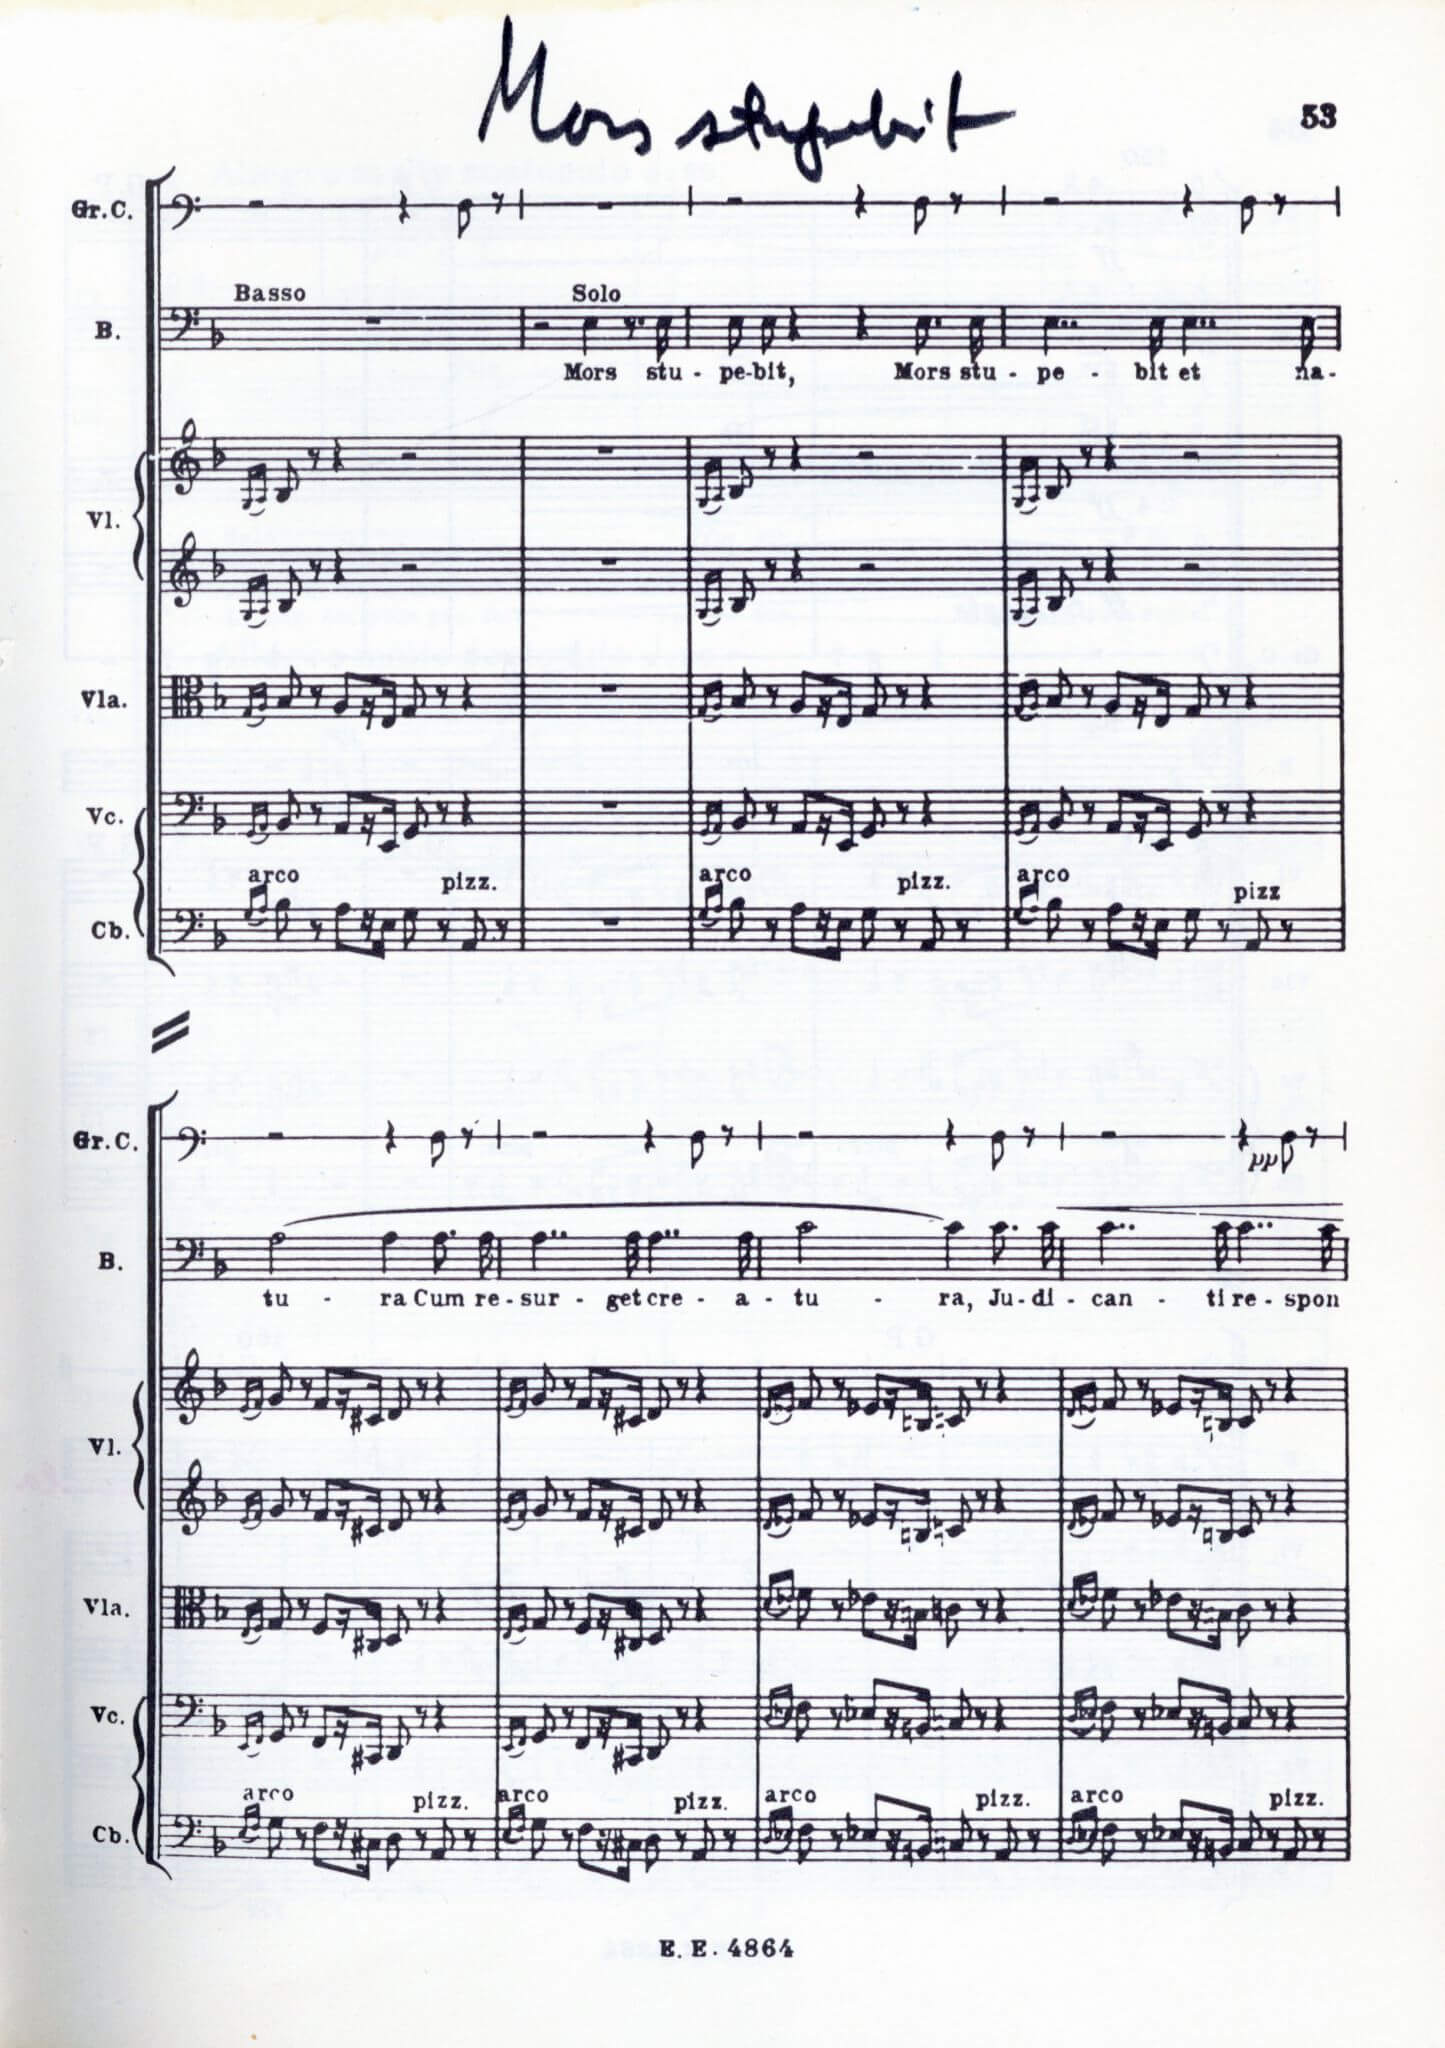 Mors stupebit
53
Gr. C.
Basso Solo
B.
Mors stu - pe-bit, Mors stu - pe - bit et na-
Vl.
Vla.
Vc.
arco pizz. arco pizz. arco pizz
Cb.
Gr. C.
pp
B.
tu - ra Cum re - sur - get cre - a - tu - ra, Ju - di - can - ti re - spon
Vl.
Vla.
Vc.
arco pizz. arco pizz. arco pizz. arco pizz.
Cb.
E. E. 4864